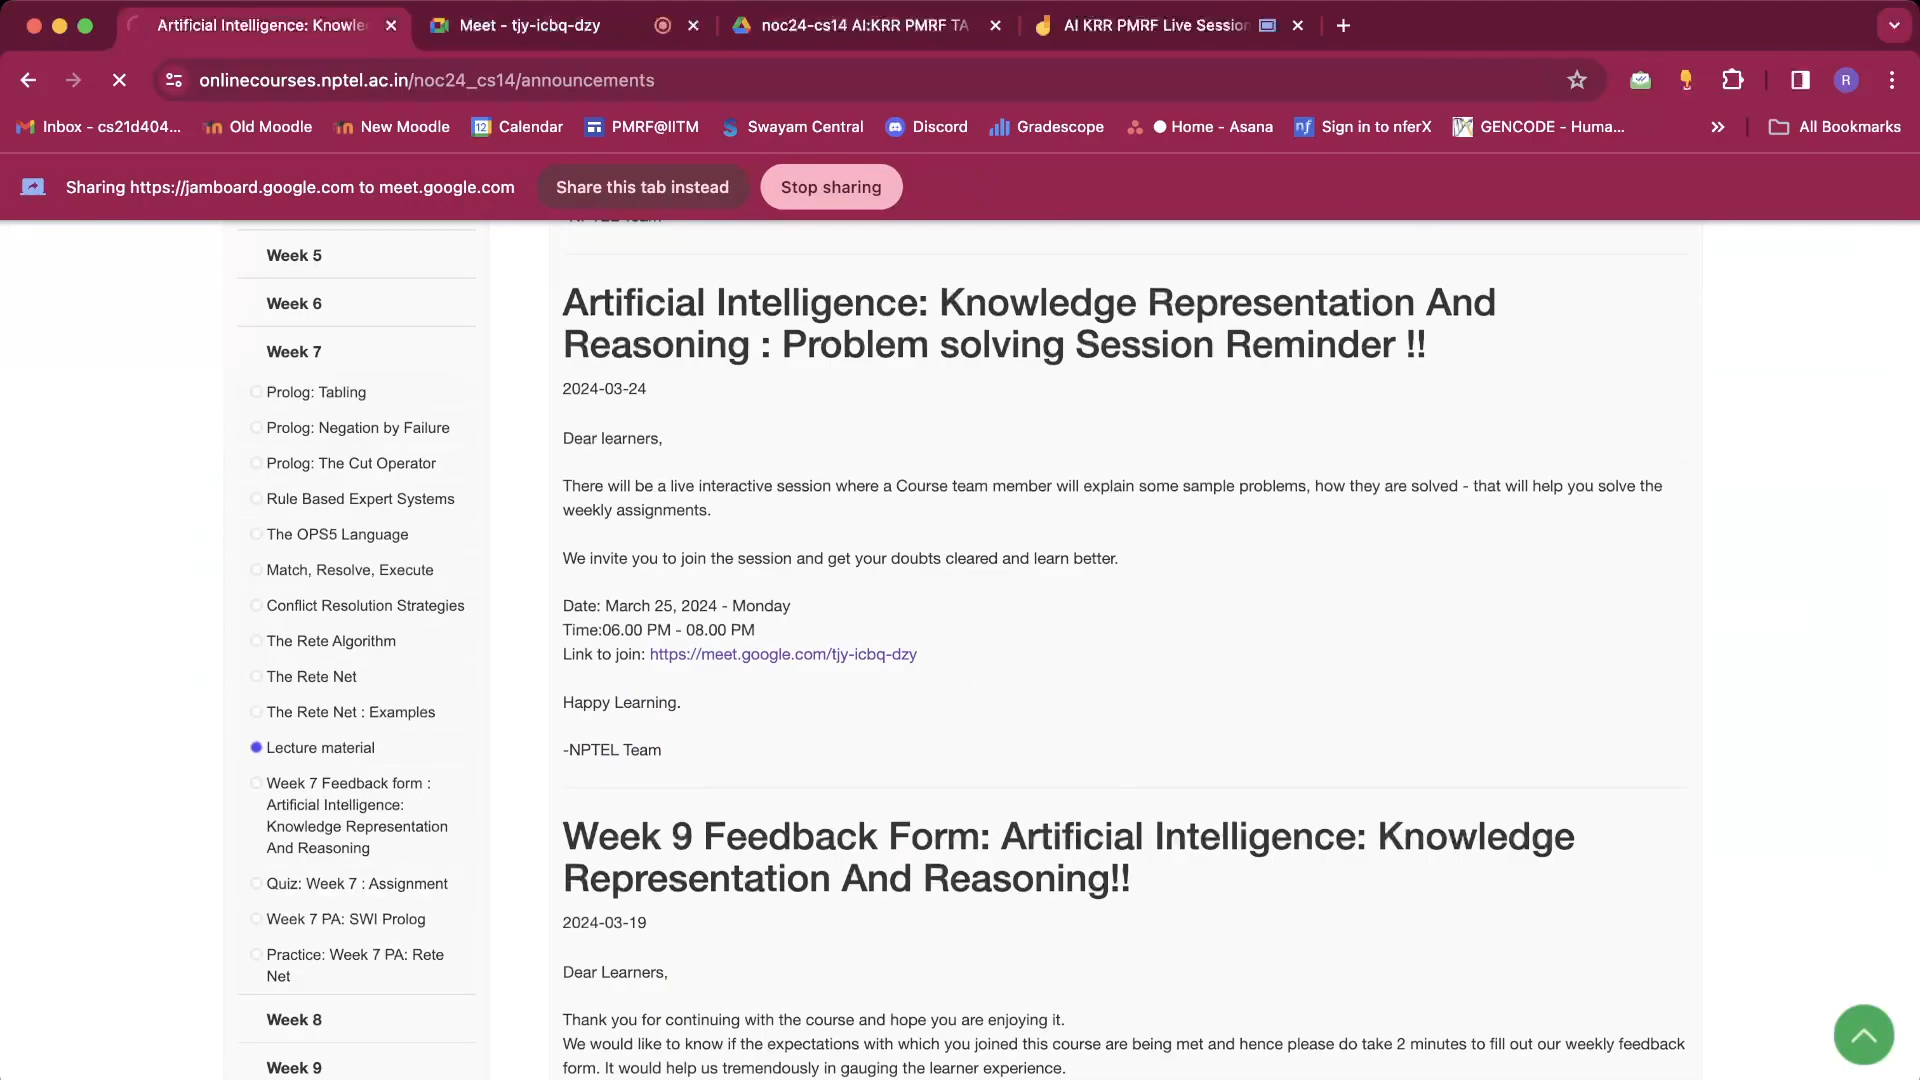 Artificial Intelligence: Knowle
Meet - tjy-icbq-dzy
noc24-cs14 AI:KRR PMRF TA
AI KRR PMRF Live Session
onlinecourses.nptel.ac.in/noc24_cs14/announcements
R
Inbox - cs21d404...
Old Moodle
New Moodle
12
Calendar
PMRF@IITM
Swayam Central
Discord
Gradescope
Home - Asana
nf
Sign in to nferX
GENCODE - Huma...
All Bookmarks
Sharing https://jamboard.google.com to meet.google.com
Share this tab instead
Stop sharing
Week 5
Week 6
Week 7
Prolog: Tabling
Prolog: Negation by Failure
Prolog: The Cut Operator
Rule Based Expert Systems
The OPS5 Language
Match, Resolve, Execute
Conflict Resolution Strategies
The Rete Algorithm
The Rete Net
The Rete Net : Examples
Lecture material
Week 7 Feedback form :
Artificial Intelligence:
Knowledge Representation
And Reasoning
Quiz: Week 7 : Assignment
Week 7 PA: SWI Prolog
Practice: Week 7 PA: Rete
Net
Week 8
Week 9
Artificial Intelligence: Knowledge Representation And
Reasoning : Problem solving Session Reminder !!
2024-03-24
Dear learners,
There will be a live interactive session where a Course team member will explain some sample problems, how they are solved - that will help you solve the
weekly assignments.
We invite you to join the session and get your doubts cleared and learn better.
Date: March 25, 2024 - Monday
Time:06.00 PM - 08.00 PM
Link to join: https://meet.google.com/tjy-icbq-dzy
Happy Learning.
-NPTEL Team
Week 9 Feedback Form: Artificial Intelligence: Knowledge
Representation And Reasoning!!
2024-03-19
Dear Learners,
Thank you for continuing with the course and hope you are enjoying it.
We would like to know if the expectations with which you joined this course are being met and hence please do take 2 minutes to fill out our weekly feedback
form. It would help us tremendously in gauging the learner experience.